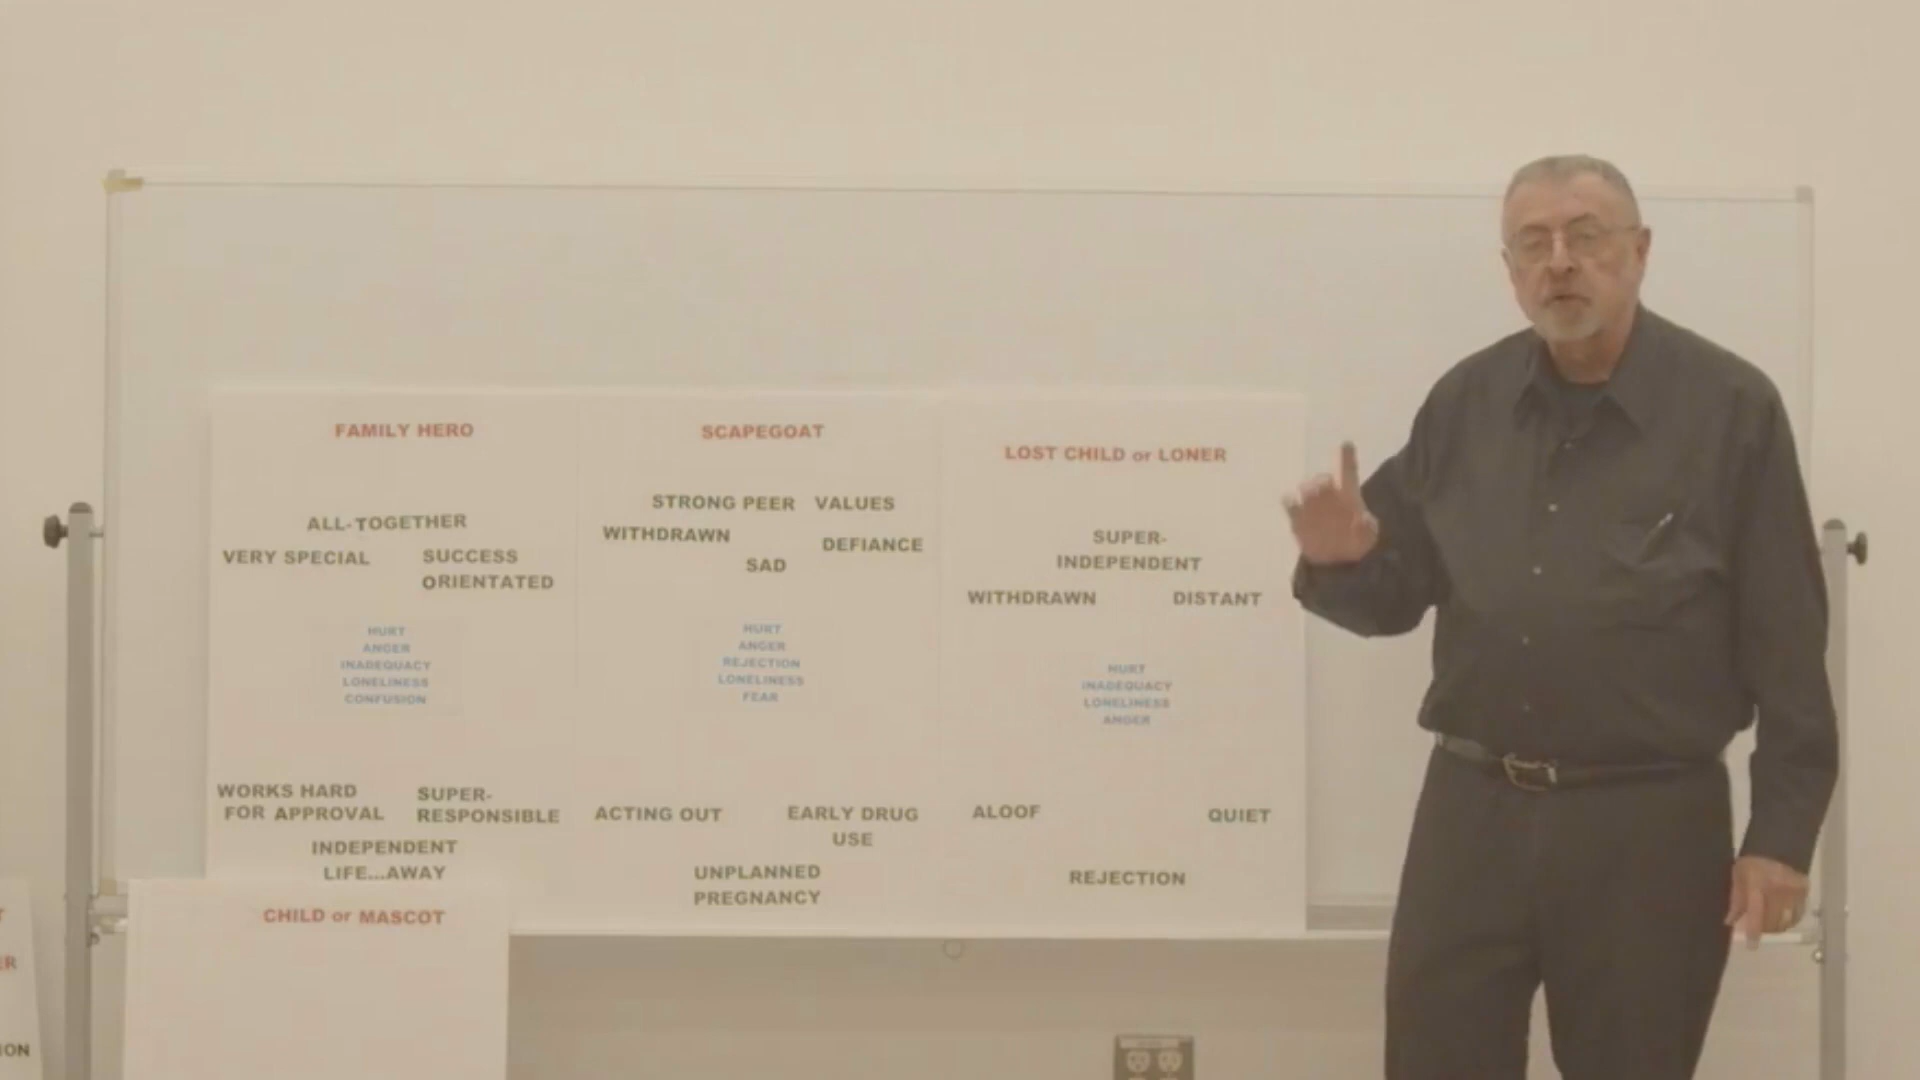 FAMILY HERO
ALL-TOGETHER
VERY SPECIAL
SUCCESS
ORIENTATED
HURT
ANGER
INADEQUACY
LONELINESS
CONFUSION
WORKS HARD
FOR APPROVAL
SUPER-
RESPONSIBLE
INDEPENDENT
LIFE...AWAY
SCAPEGOAT
STRONG PEER VALUES
WITHDRAWN
DEFIANCE
SAD
HURT
ANGER
REJECTION
LONELINESS
FEAR
ACTING OUT
EARLY DRUG
USE
UNPLANNED
PREGNANCY
LOST CHILD or LONER
SUPER-
INDEPENDENT
WITHDRAWN
DISTANT
HURT
INADEQUACY
LONELINESS
ANGER
ALOOF
QUIET
REJECTION
CHILD or MASCOT